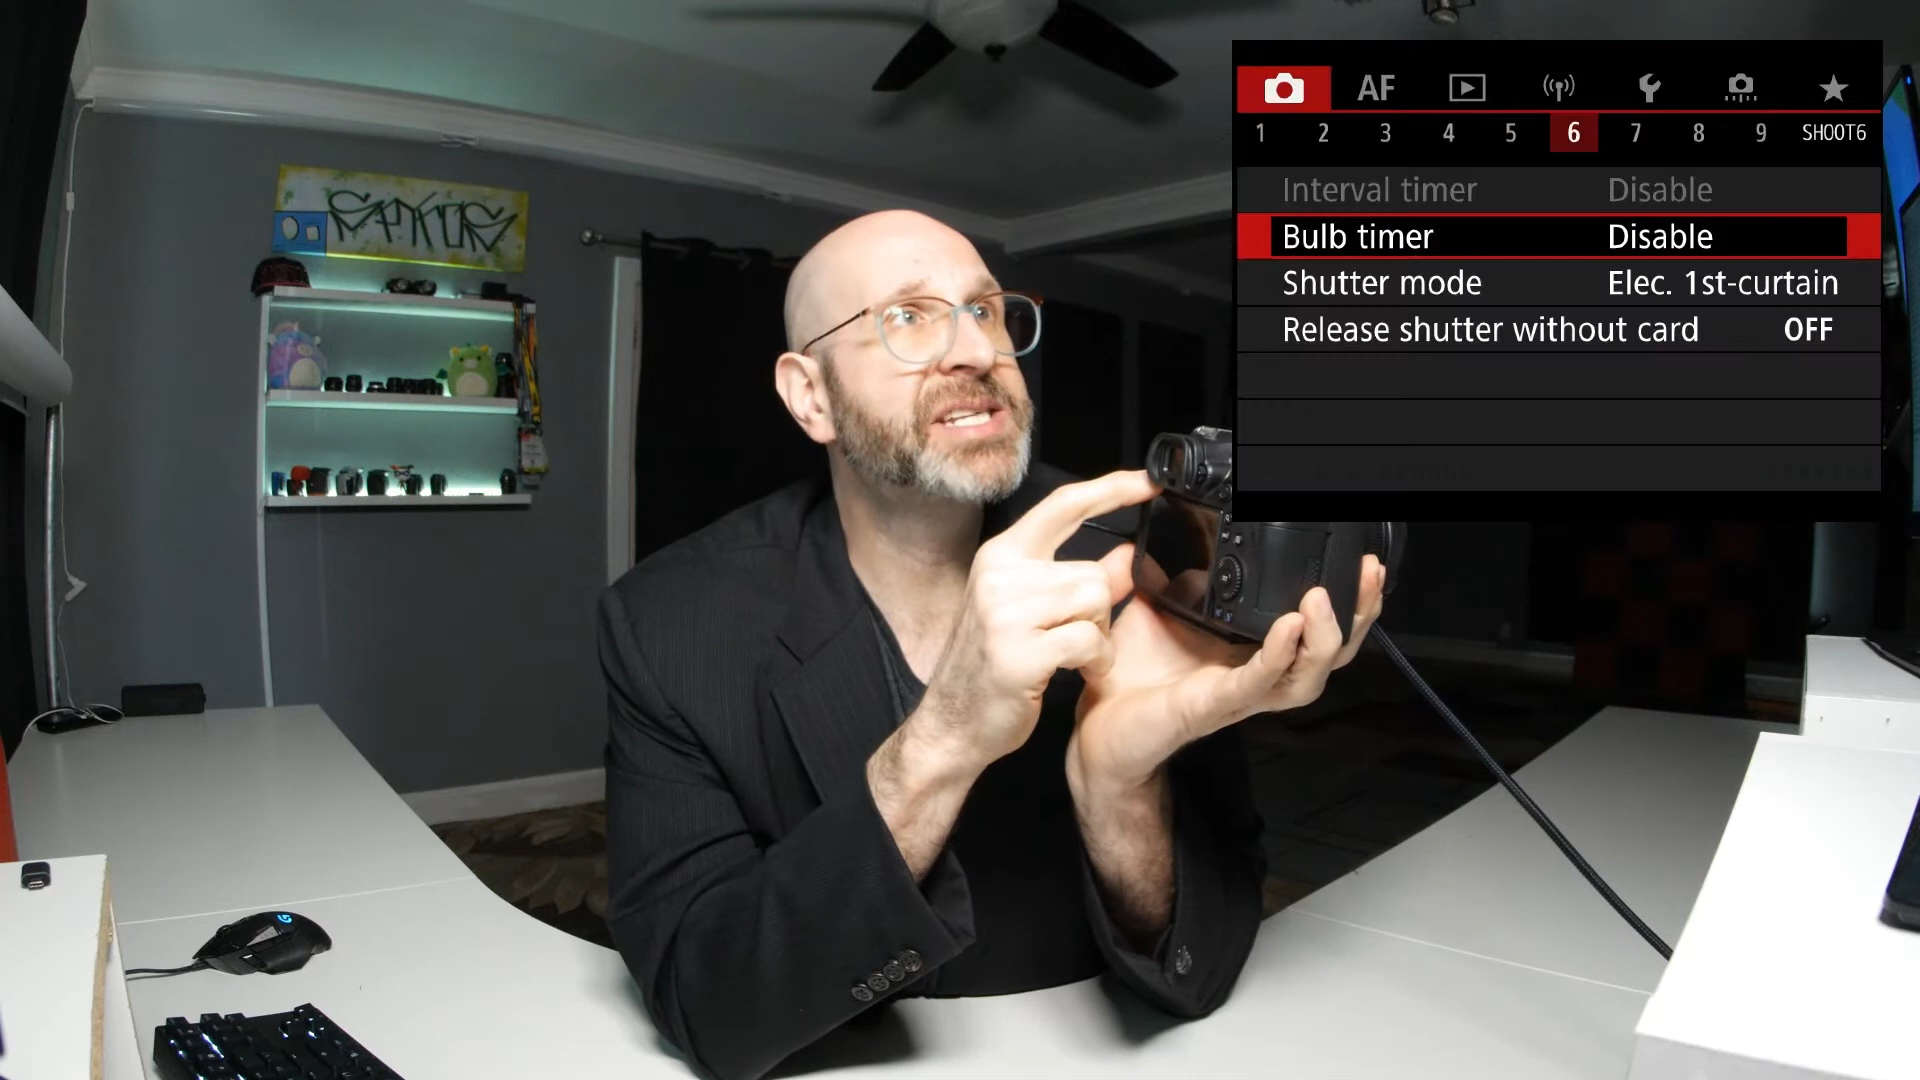 AF
1 2 3 4 5 6 7 8 9 SHOOT6
Interval timer Disable
Bulb timer Disable
Shutter mode Elec. 1st-curtain
Release shutter without card OFF